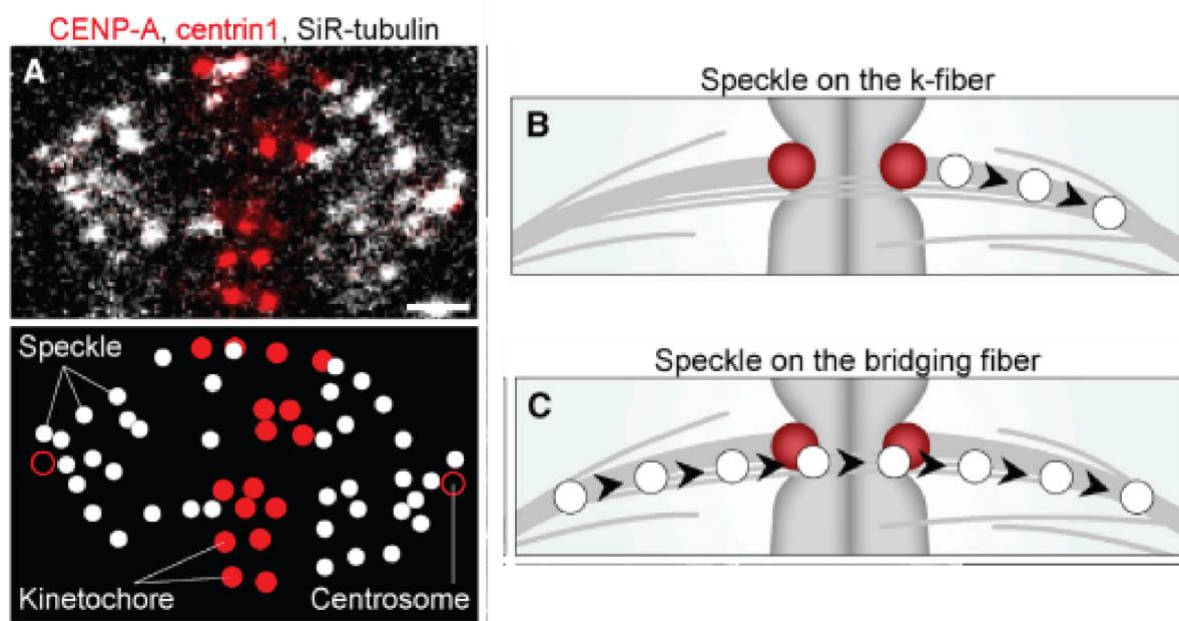 CENP-A, centrin1, SiR-tubulin
A
Speckle
Kinetochore
Centrosome
Speckle on the k-fiber
B
Speckle on the bridging fiber
C